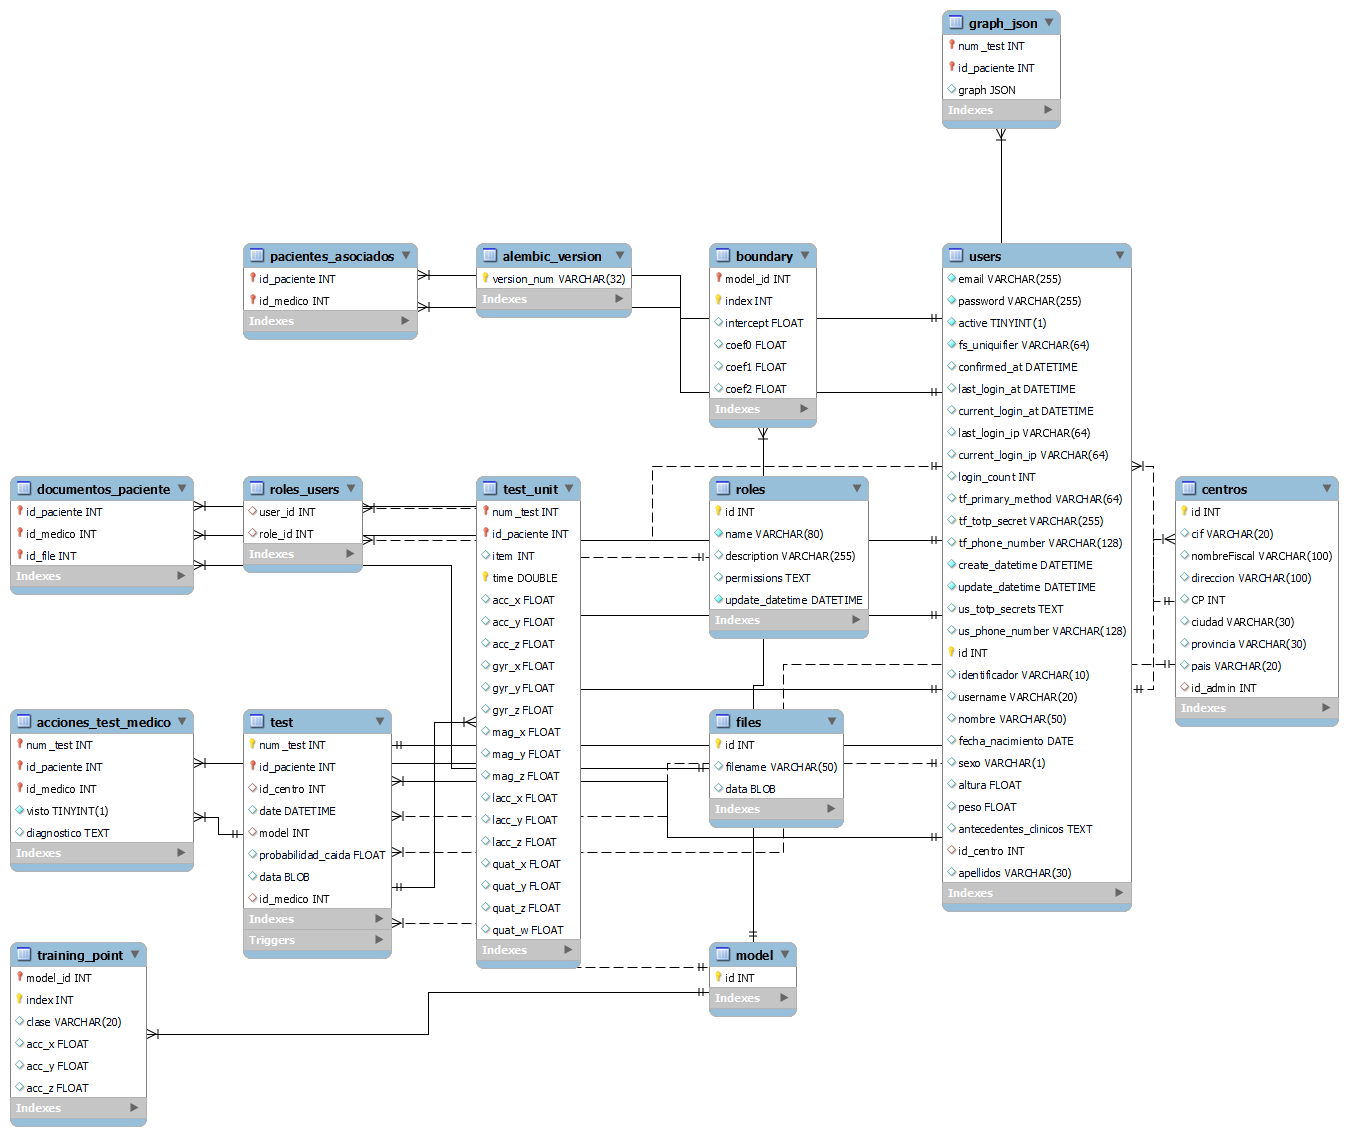 graph_json
num_test INT
id_paciente INT
graph JSON
Indexes
pacientes_asociados
id_paciente INT
id_medico INT
Indexes
alembic_version
version_num VARCHAR(32)
Indexes
boundary
model_id INT
index INT
intercept FLOAT
coef0 FLOAT
coef1 FLOAT
coef2 FLOAT
Indexes
users
email VARCHAR(255)
password VARCHAR(255)
active TINYINT(1)
fs_uniquifier VARCHAR(64)
confirmed_at DATETIME
last_login_at DATETIME
current_login_at DATETIME
last_login_ip VARCHAR(64)
current_login_ip VARCHAR(64)
login_count INT
tf_primary_method VARCHAR(64)
tf_totp_secret VARCHAR(255)
tf_phone_number VARCHAR(128)
create_datetime DATETIME
update_datetime DATETIME
us_totp_secrets TEXT
us_phone_number VARCHAR(128)
id INT
identificador VARCHAR(10)
username VARCHAR(20)
nombre VARCHAR(50)
fecha_nacimiento DATE
sexo VARCHAR(1)
altura FLOAT
peso FLOAT
antecedentes_clinicos TEXT
id_centro INT
apellidos VARCHAR(30)
Indexes
documentos_paciente
id_paciente INT
id_medico INT
id_file INT
Indexes
roles_users
user_id INT
role_id INT
Indexes
test_unit
num_test INT
id_paciente INT
item INT
time DOUBLE
acc_x FLOAT
acc_y FLOAT
acc_z FLOAT
gyr_x FLOAT
gyr_y FLOAT
gyr_z FLOAT
mag_x FLOAT
mag_y FLOAT
mag_z FLOAT
lacc_x FLOAT
lacc_y FLOAT
lacc_z FLOAT
quat_x FLOAT
quat_y FLOAT
quat_z FLOAT
quat_w FLOAT
Indexes
roles
id INT
name VARCHAR(80)
description VARCHAR(255)
permissions TEXT
update_datetime DATETIME
Indexes
centros
id INT
cif VARCHAR(20)
nombreFiscal VARCHAR(100)
direccion VARCHAR(100)
CP INT
ciudad VARCHAR(30)
provincia VARCHAR(30)
pais VARCHAR(20)
id_admin INT
Indexes
acciones_test_medico
num_test INT
id_paciente INT
id_medico INT
visto TINYINT(1)
diagnostico TEXT
Indexes
test
num_test INT
id_paciente INT
id_centro INT
date DATETIME
model INT
probabilidad_caida FLOAT
data BLOB
id_medico INT
Indexes
Triggers
files
id INT
filename VARCHAR(50)
data BLOB
Indexes
training_point
model_id INT
index INT
clase VARCHAR(20)
acc_x FLOAT
acc_y FLOAT
acc_z FLOAT
Indexes
model
id INT
Indexes